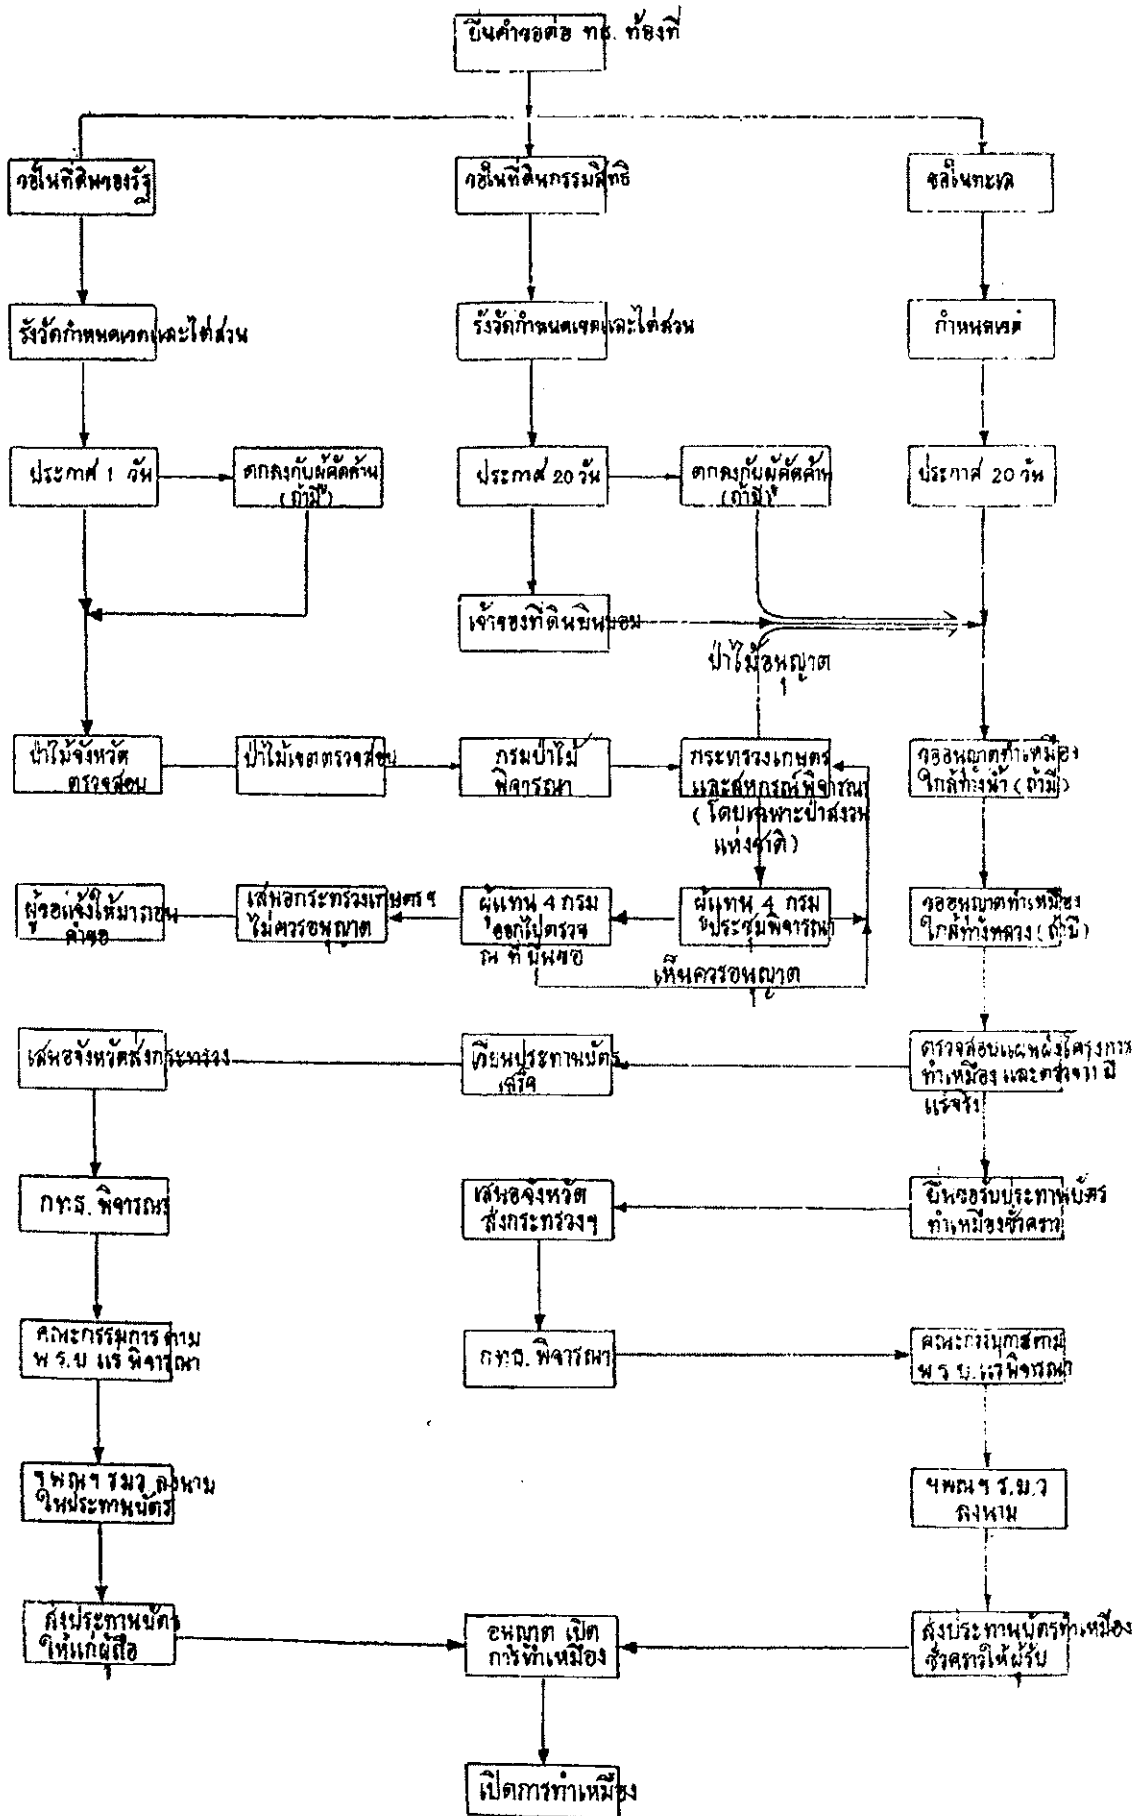 ยื่นคำขอต่อ ทธ. ท้องที่
ขอในที่ดินของรัฐ
ขอในที่ดินกรรมสิทธิ
ขอในทะเล
รังวัดกำหนดเขตและไต่สวน
รังวัดกำหนดเขตและไต่สวน
กำหนดเขต
ประกาศ 1 วัน
ตกลงกับผู้คัดค้าน
(ถ้ามี)
ประกาศ 20 วัน
ตกลงกับผู้คัดค้าน
(ถ้ามี)
ประกาศ 20 วัน
เจ้าของที่ดินยินยอม
ป่าไม้อนุญาต
ป่าไม้จังหวัด
ตรวจสอบ
ป่าไม้เขตตรวจสอบ
กรมป่าไม้
พิจารณา
กระทรวงเกษตร
และสหกรณ์พิจารณา
(โดยเฉพาะป่าสงวน
แห่งชาติ)
ขออนุญาตทำเหมือง
ใกล้ทางน้ำ (ถ้ามี)
ผู้ขอแจ้งให้มาถอน
คำขอ
เสนอกระทรวงเกษตรฯ
ไม่ควรอนุญาต
ผู้แทน 4 กรม
ออกไปตรวจ
ณ ที่ยื่นขอ
ผู้แทน 4 กรม
ประชุมพิจารณา
ขออนุญาตทำเหมือง
ใกล้ทางหลวง (ถ้ามี)
เห็นควรอนุญาต
เสนอจังหวัดส่งกระทรวง
เขียนประทานบัตร
เสร็จ
ตรวจสอบแผนผังโครงการ
ทำเหมือง และตรวจว่า มี
แร่จริง
กทธ. พิจารณา
เสนอจังหวัด
ส่งกระทรวงฯ
ยื่นขอรับประทานบัตร
ทำเหมืองชั่วคราว
คณะกรรมการ ตาม
พ ร.บ แร่ พิจารณา
กทธ. พิจารณา
คณะกรรมการตาม
พ ร บ. แร่ พิจารณา
ฯพณฯ รมว ลงนาม
ในประทานบัตร
ฯพณฯ ร.ม.ว
ลงนาม
ส่งประทานบัตร
ให้แก่ผู้ถือ
อนุญาต เปิด
การทำเหมือง
ส่งประทานบัตรทำเหมือง
ชั่วคราวให้ผู้รับ
เปิดการทำเหมือง